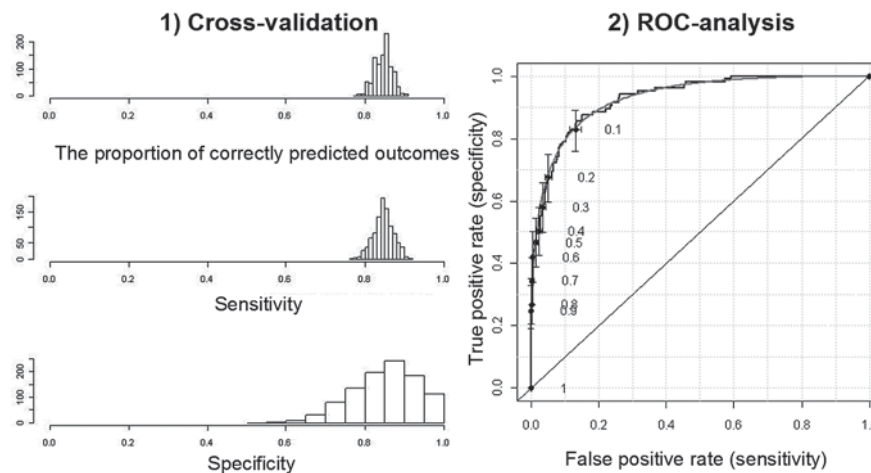 1) Cross-validation
200
100
0
0.0 0.2 0.4 0.6 0.8 1.0
The proportion of correctly predicted outcomes
150
50
0
0.0 0.2 0.4 0.6 0.8 1.0
Sensitivity
200
100
0
0.0 0.2 0.4 0.6 0.8 1.0
Specificity
2) ROC-analysis
True positive rate (specificity)
1.0
0.8
0.6
0.4
0.2
0.0
0.1
0.2
0.3
0.4
0.5
0.6
0.7
0.8
0.9
1
0.0 0.2 0.4 0.6 0.8 1.
False positive rate (sensitivity)